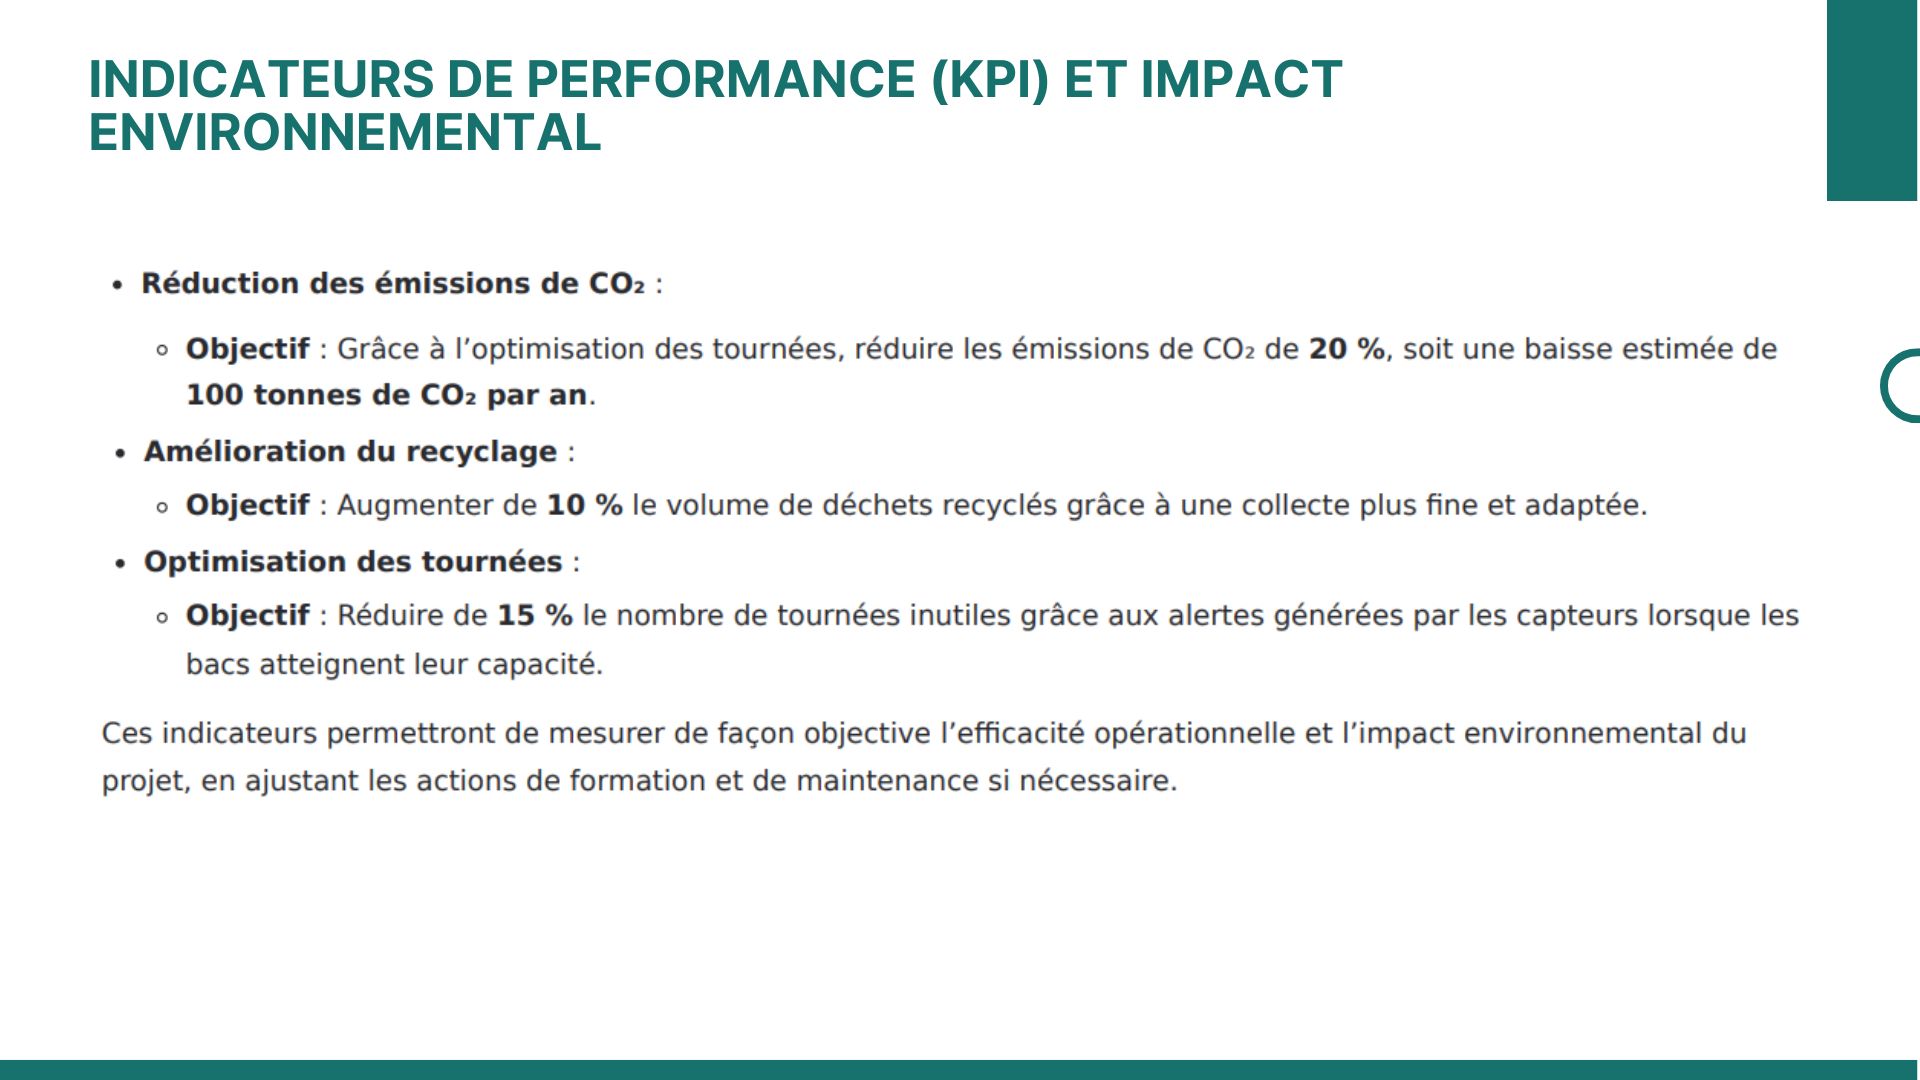 INDICATEURS DE PERFORMANCE (KPI) ET IMPACT
ENVIRONNEMENTAL
• Réduction des émissions de CO₂ :
◦ Objectif : Grâce à l’optimisation des tournées, réduire les émissions de CO₂ de 20 %, soit une baisse estimée de
100 tonnes de CO₂ par an.
• Amélioration du recyclage :
◦ Objectif : Augmenter de 10 % le volume de déchets recyclés grâce à une collecte plus fine et adaptée.
• Optimisation des tournées :
◦ Objectif : Réduire de 15 % le nombre de tournées inutiles grâce aux alertes générées par les capteurs lorsque les
bacs atteignent leur capacité.
Ces indicateurs permettront de mesurer de façon objective l’efficacité opérationnelle et l’impact environnemental du
projet, en ajustant les actions de formation et de maintenance si nécessaire.